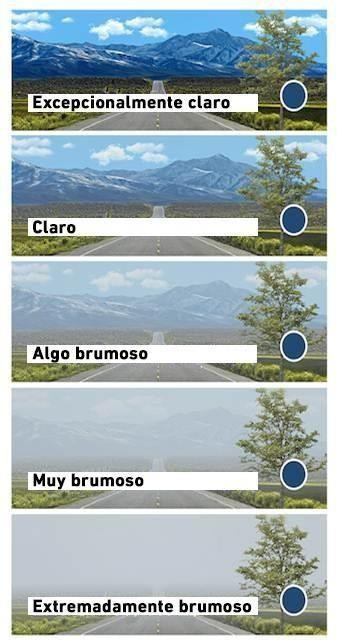 Excepcionalmente claro
Claro
Algo brumoso
Muy brumoso
Extremadamente brumoso